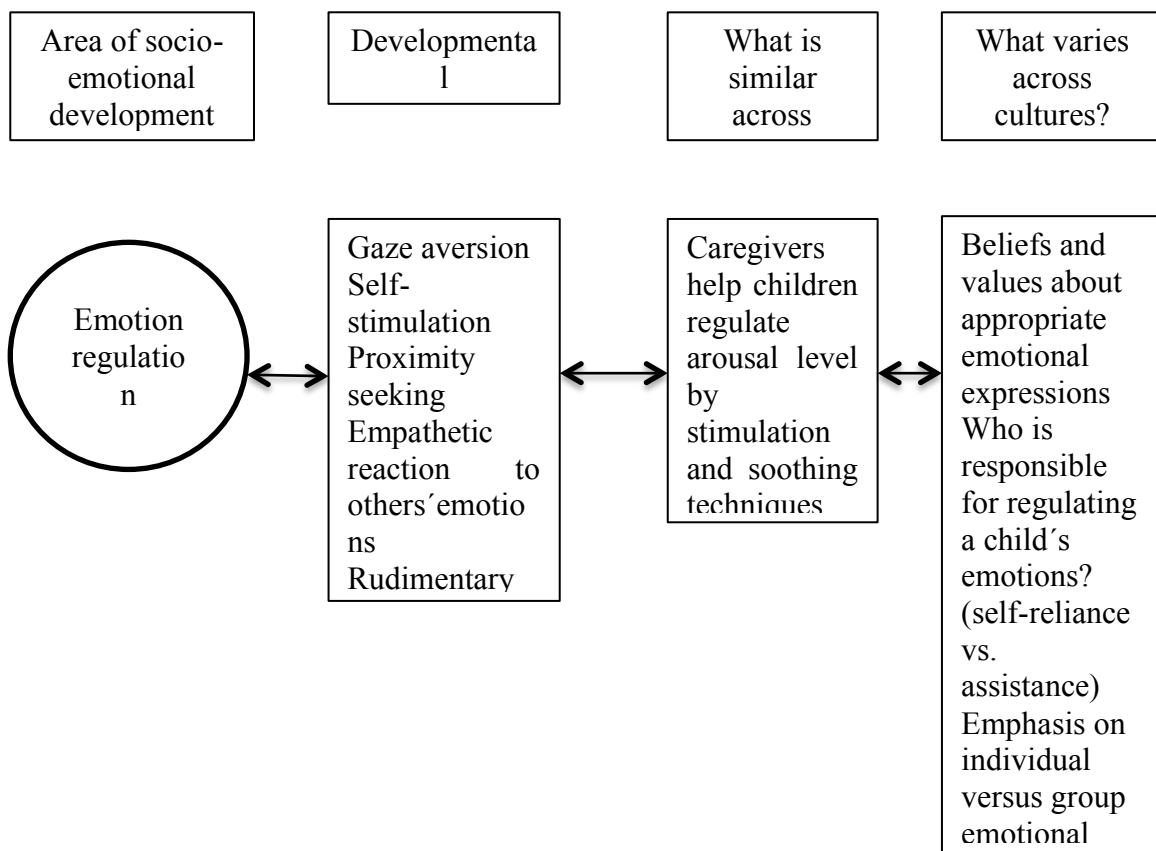 Area of socio-
emotional
development
Developmenta
l
What is
similar
across
What varies
across
cultures?
Emotion
regulatio
n
Gaze aversion
Self-
stimulation
Proximity
seeking
Empathetic
reaction to
others´emotio
ns
Rudimentary
Caregivers
help children
regulate
arousal level
by
stimulation
and soothing
techniques
Beliefs and
values about
appropriate
emotional
expressions
Who is
responsible
for regulating
a child´s
emotions?
(self-reliance
vs.
assistance)
Emphasis on
individual
versus group
emotional